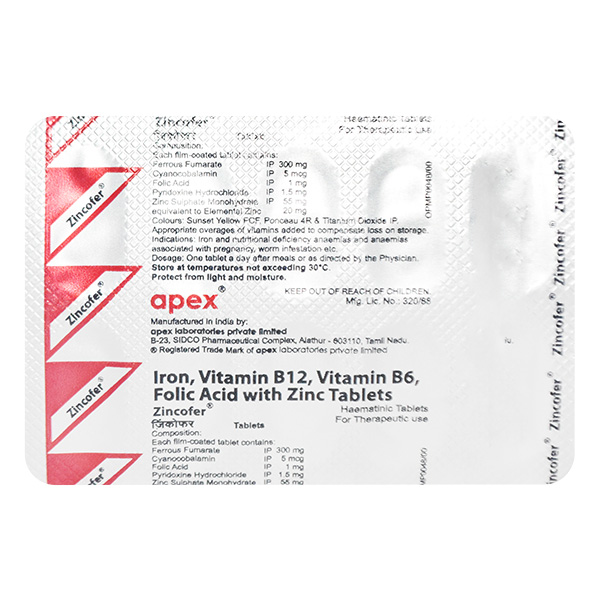 Zincofer®
Haematinic Tablets
जिंकोफर Tablets
For Therapeutic Use
Composition:
Each film-coated tablet contains:
Ferrous Fumarate IP 300 mg
Cyanocobalamin IP 5 mcg
Folic Acid IP 1 mg
Pyridoxine Hydrochloride IP 1.5 mg
Zinc Sulphate Monohydrate IP 55 mg
equivalent to Elemental Zinc 20 mg
Colours: Sunset Yellow FCF, Ponceau 4R & Titanium Dioxide IP.
Appropriate overages of vitamins added to compensate loss on storage.
Indications: Iron and nutritional deficiency anaemias and anaemias
associated with pregnancy, worm infestation etc.
Dosage: One tablet a day after meals or as directed by the Physician.
Store at temperatures not exceeding 30°C.
Protect from light and moisture.
apex®
KEEP OUT OF REACH OF CHILDREN.
Mfg. Lic. No.: 320/88
Manufactured in India by:
apex laboratories private limited
B-23, SIDCO Pharmaceutical Complex, Alathur - 603110, Tamil Nadu.
® Registered Trade Mark of apex laboratories private limited
Iron, Vitamin B12, Vitamin B6,
Folic Acid with Zinc Tablets
Zincofer®
Haematinic Tablets
जिंकोफर Tablets
For Therapeutic use
Composition:
Each film-coated tablet contains:
Ferrous Fumarate IP 300 mg
Cyanocobalamin IP 5 mcg
Folic Acid IP 1 mg
Pyridoxine Hydrochloride IP 1.5 mg
Zinc Sulphate Monohydrate IP 55 mg
Zincofer®
Zincofer®
Zincofer®
Zincofer®
Zincofer®
Zincofer®
Zincofer®